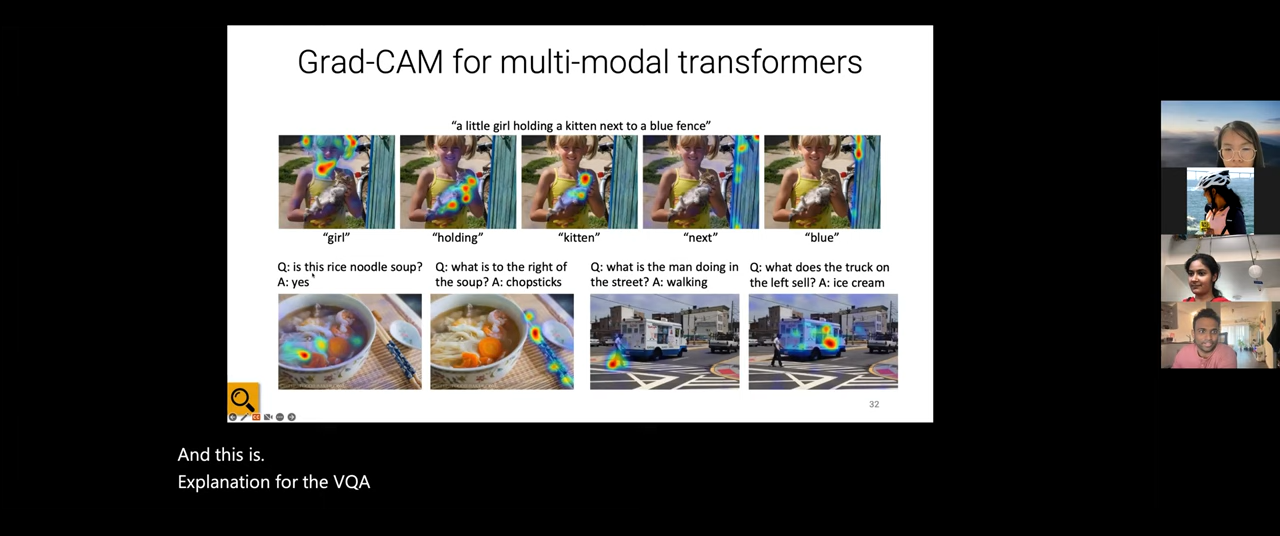 Grad-CAM for multi-modal transformers
“a little girl holding a kitten next to a blue fence”
“girl”
“holding”
“kitten”
“next”
“blue”
Q: is this rice noodle soup?
A: yes
Q: what is to the right of
the soup? A: chopsticks
Q: what is the man doing in
the street? A: walking
Q: what does the truck on
the left sell? A: ice cream
32
And this is.
Explanation for the VQA